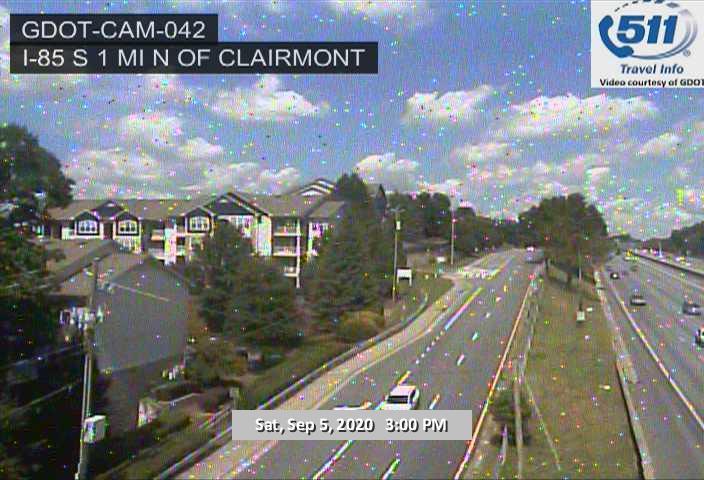 GDOT-CAM-042
I-85 S 1 MI N OF CLAIRMONT
511
Travel Info
Video courtesy of GDOT
Sat, Sep 5, 2020 3:00 PM